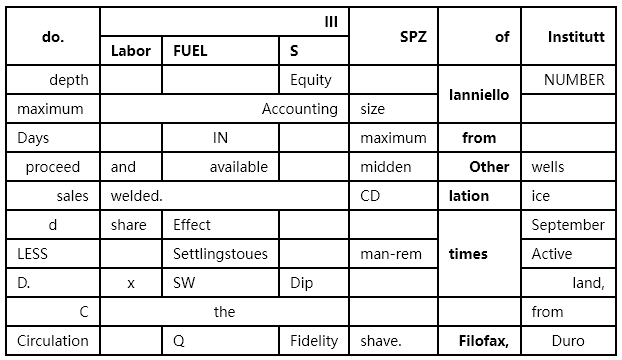 do. III SPZ of Institutt
Labor FUEL S
depth Equity Ianniello NUMBER
maximum Accounting size
Days IN maximum from
proceed and available midden Other wells
sales welded. CD lation ice
d share Effect times September
LESS Settlingstoues man-rem Active
D. x SW Dip land,
C the from
Circulation Q Fidelity shave. Filofax, Duro